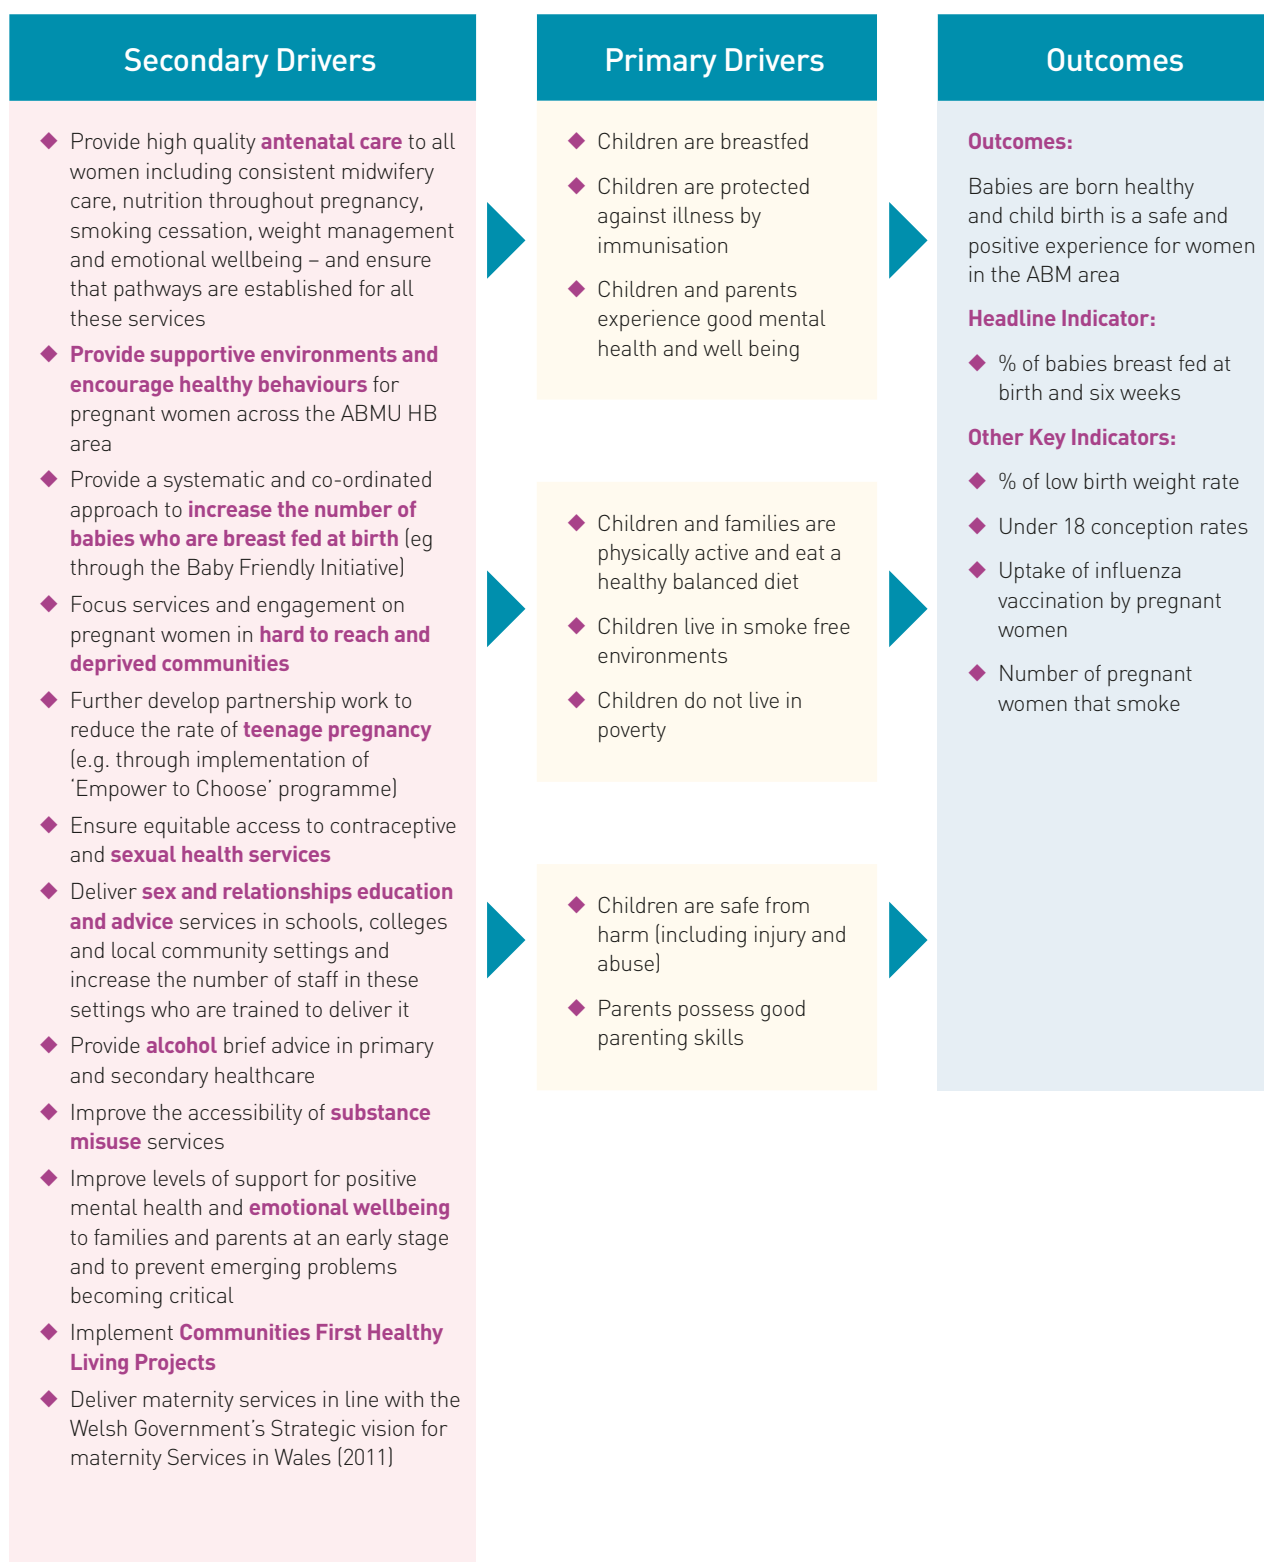 Secondary Drivers
Provide high quality antenatal care to all
women including consistent midwifery
care, nutrition throughout pregnancy,
smoking cessation, weight management
and emotional wellbeing – and ensure
that pathways are established for all
these services
Provide supportive environments and
encourage healthy behaviours for
pregnant women across the ABMU HB
area
Provide a systematic and co-ordinated
approach to increase the number of
babies who are breast fed at birth (eg
through the Baby Friendly Initiative)
Focus services and engagement on
pregnant women in hard to reach and
deprived communities
Further develop partnership work to
reduce the rate of teenage pregnancy
(e.g. through implementation of
‘Empower to Choose’ programme)
Ensure equitable access to contraceptive
and sexual health services
Deliver sex and relationships education
and advice services in schools, colleges
and local community settings and
increase the number of staff in these
settings who are trained to deliver it
Provide alcohol brief advice in primary
and secondary healthcare
Improve the accessibility of substance
misuse services
Improve levels of support for positive
mental health and emotional wellbeing
to families and parents at an early stage
and to prevent emerging problems
becoming critical
Implement Communities First Healthy
Living Projects
Deliver maternity services in line with the
Welsh Government’s Strategic vision for
maternity Services in Wales (2011)
Primary Drivers
Children are breastfed
Children are protected
against illness by
immunisation
Children and parents
experience good mental
health and well being
Children and families are
physically active and eat a
healthy balanced diet
Children live in smoke free
environments
Children do not live in
poverty
Children are safe from
harm (including injury and
abuse)
Parents possess good
parenting skills
Outcomes
Outcomes:
Babies are born healthy
and child birth is a safe and
positive experience for women
in the ABM area
Headline Indicator:
% of babies breast fed at
birth and six weeks
Other Key Indicators:
% of low birth weight rate
Under 18 conception rates
Uptake of influenza
vaccination by pregnant
women
Number of pregnant
women that smoke